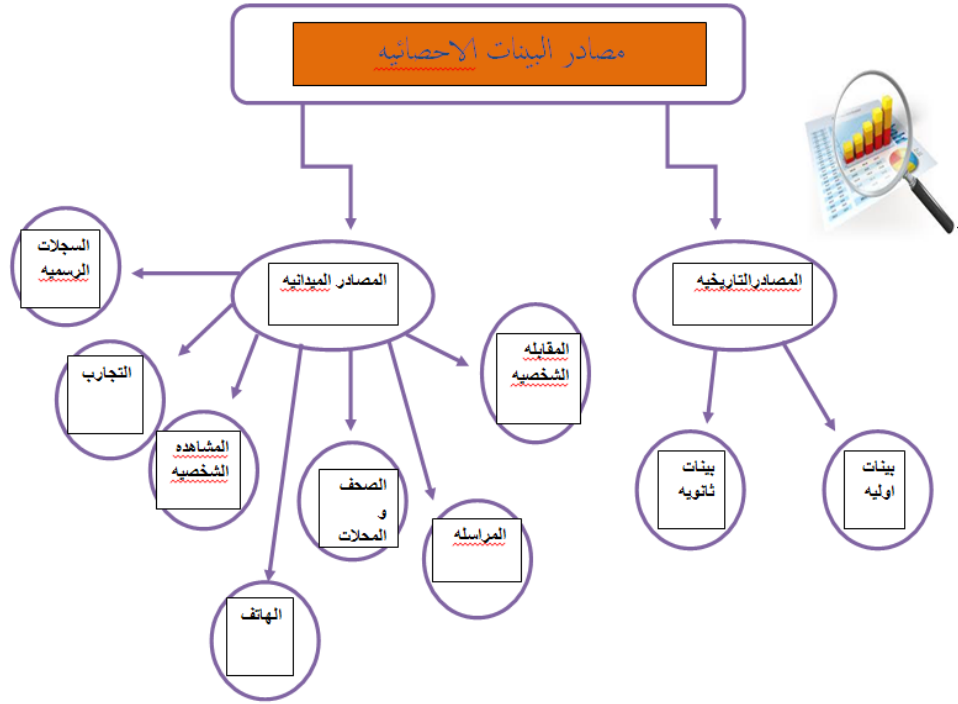 مصادر البينات الاحصائيه
المصادرالتاريخيه
بينات
اوليه
بينات
ثانويه
المصادر الميدانيه
المقابله
الشخصيه
المراسله
الصحف
و
المحلات
الهاتف
المشاهده
الشخصيه
التجارب
السجلات
الرسميه